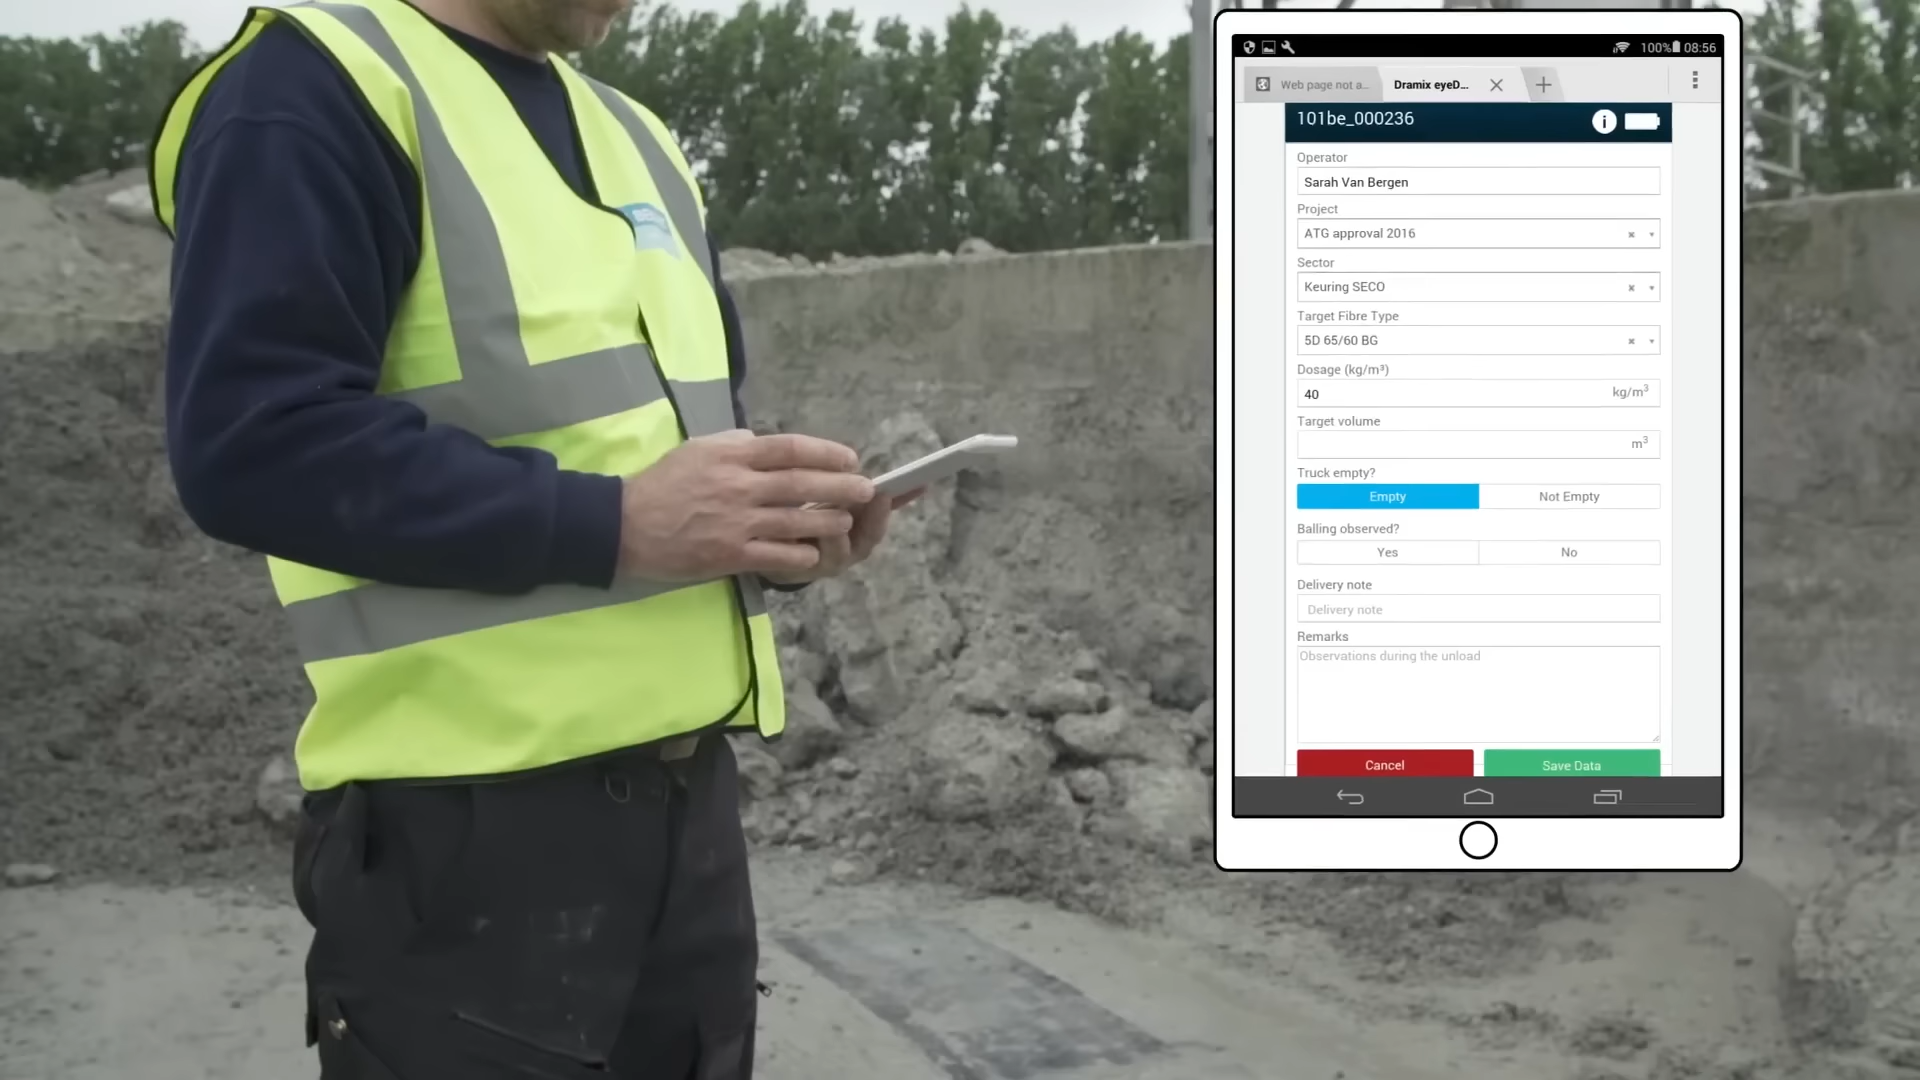 100% 08:56
Web page not a...
Dramix eyeD...
101be_000236
Operator
Sarah Van Bergen
Project
ATG approval 2016
Sector
Keuring SECO
Target Fibre Type
5D 65/60 BG
Dosage (kg/m³)
40 kg/m³
Target volume
m³
Truck empty?
Empty Not Empty
Balling observed?
Yes No
Delivery note
Delivery note
Remarks
Observations during the unload
Cancel Save Data